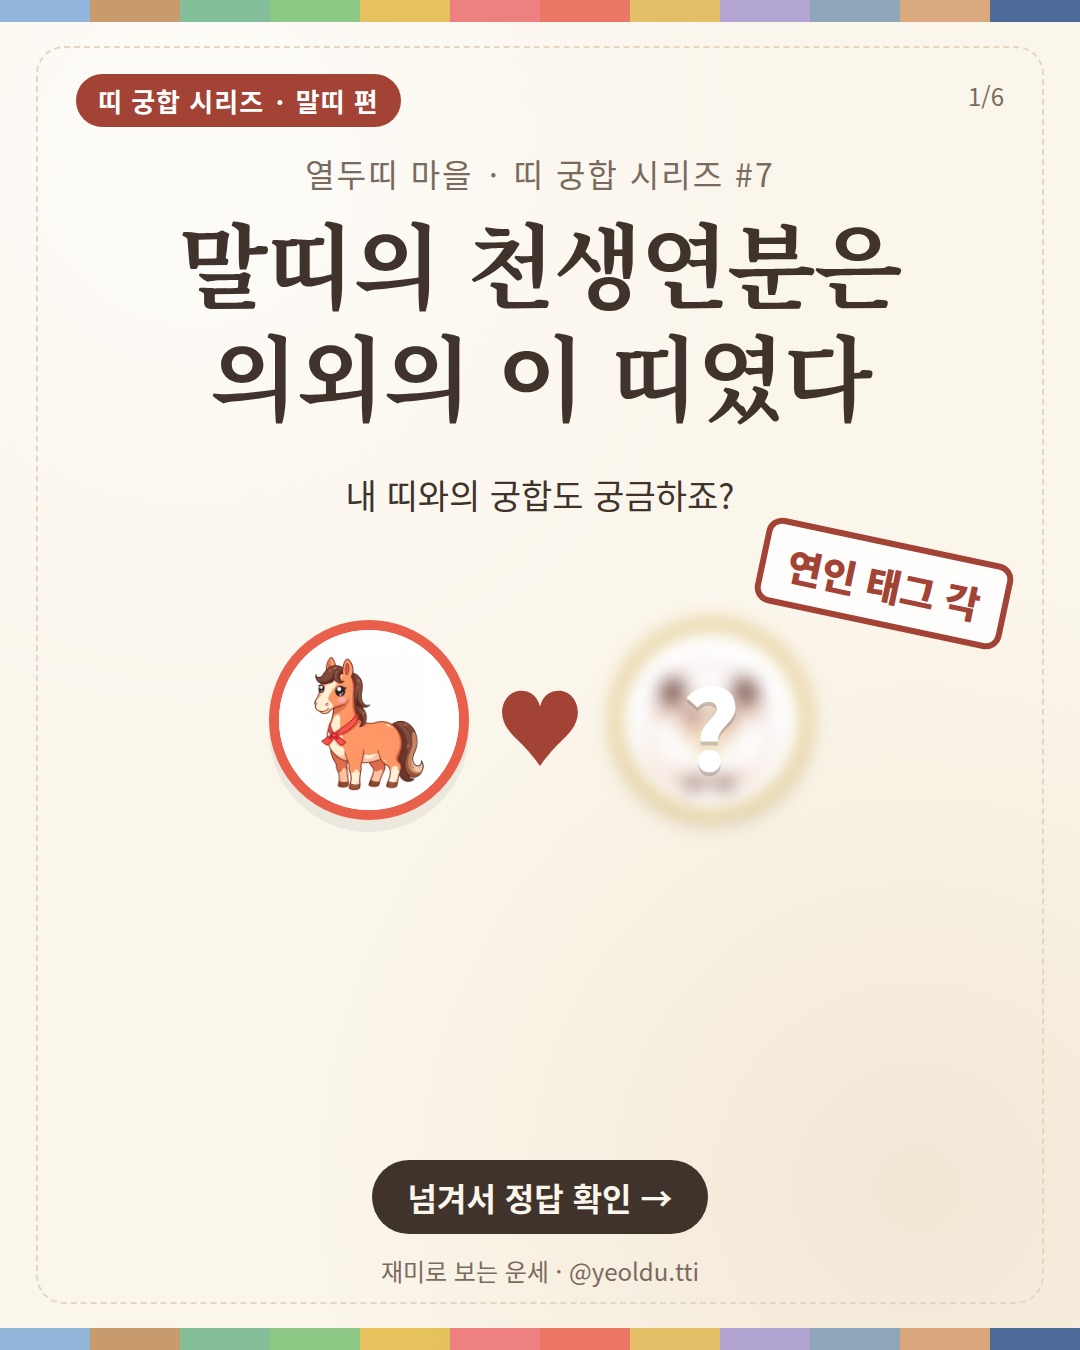 띠 궁합 시리즈 · 말띠 편
1/6
열두띠 마을 · 띠 궁합 시리즈 #7
말띠의 천생연분은
의외의 이 띠였다
내 띠와의 궁합도 궁금하죠?
연인 태그 각
?
넘겨서 정답 확인 →
재미로 보는 운세 · @yeoldu.tti